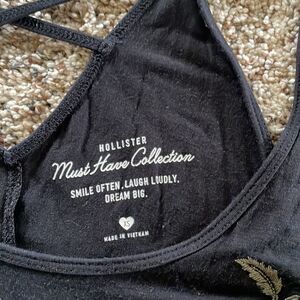 HOLLISTER
Must Have Collection
SMILE OFTEN, LAUGH LOUDLY.
DREAM BIG.
XS
MADE IN VIETNAM